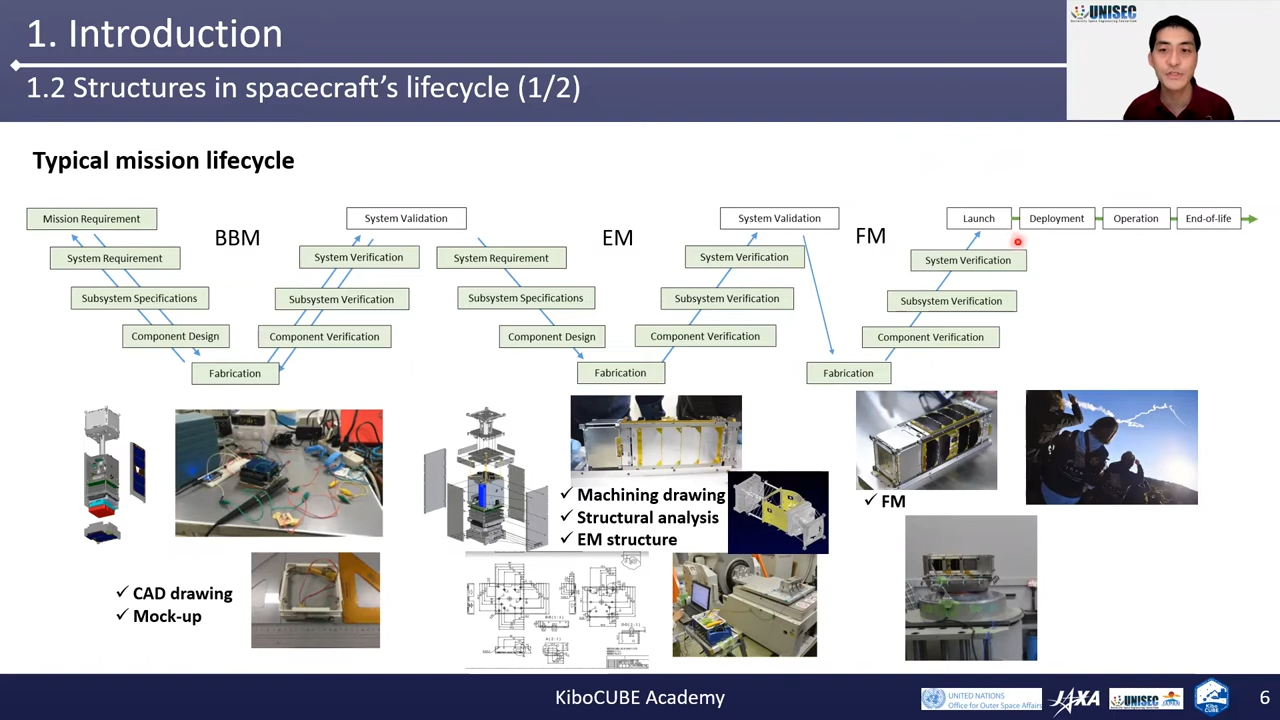 1. Introduction
UNISEC
1.2 Structures in spacecraft’s lifecycle (1/2)
Typical mission lifecycle
Mission Requirement
System Requirement
Subsystem Specifications
Component Design
Fabrication
BBM
System Validation
System Verification
Subsystem Verification
Component Verification
System Requirement
Subsystem Specifications
Component Design
Fabrication
EM
System Validation
System Verification
Subsystem Verification
Component Verification
Fabrication
FM
Launch
Deployment
Operation
End-of-life
System Verification
Subsystem Verification
Component Verification
✓ CAD drawing
✓ Mock-up
✓ Machining drawing
✓ Structural analysis
✓ EM structure
✓ FM
KiboCUBE Academy
UNITED NATIONS
Office for Outer Space Affairs
JAXA
UNISEC
JAPAN
Kibo
CUBE
6